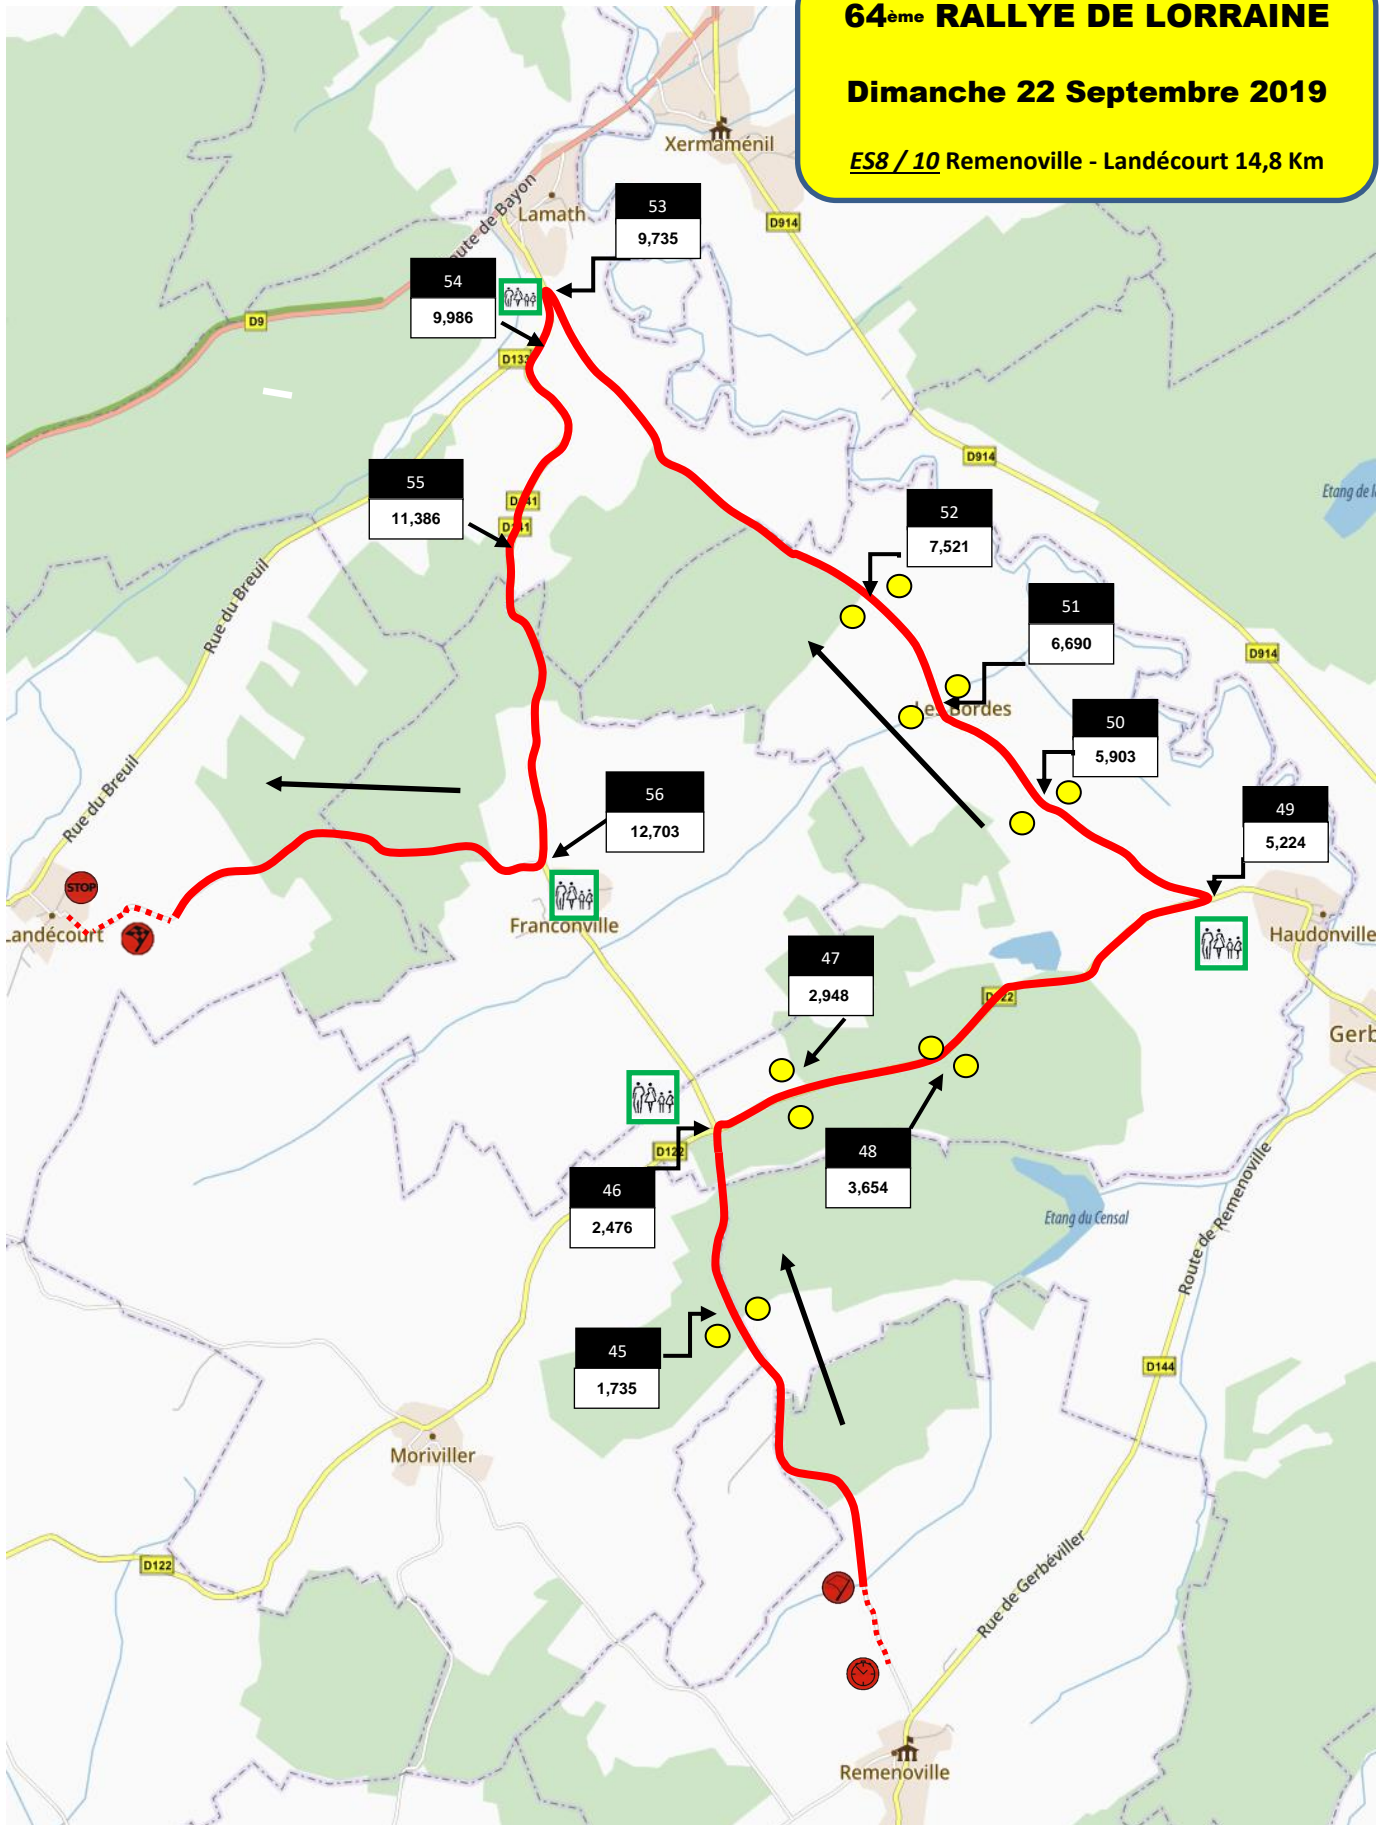 64ème RALLYE DE LORRAINE
Dimanche 22 Septembre 2019
ES8 / 10 Remenoville - Landécourt 14,8 Km
Xermaménil
Lamath
53
9,735
D914
54
9,986
D9
D133
D914
55
11,386
D141
D141
Etang de
52
7,521
Rue du Breuil
51
6,690
D914
Les Bordes
50
5,903
Rue du Breuil
56
12,703
49
5,224
STOP
Landécourt
Franconville
Haudonville
47
2,948
D122
Gerb
D122
48
3,654
46
2,476
Etang du Censal
Route de Remenoville
45
1,735
D144
Moriviller
D122
Rue de Gerbéviller
Remenoville